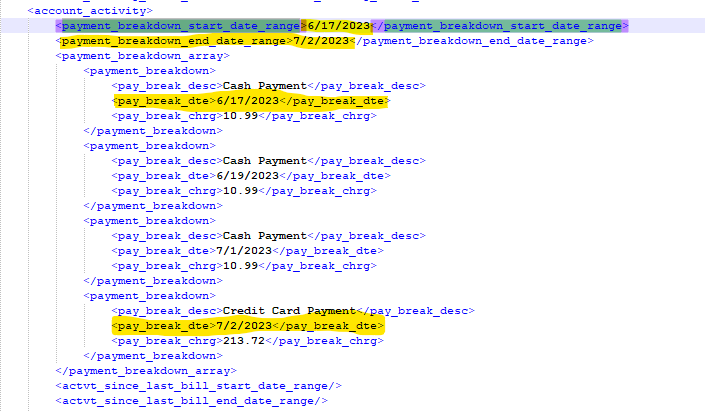 <account_activity>
<payment_breakdown_start_date_range>6/17/2023</payment_breakdown_start_date_range>
<payment_breakdown_end_date_range>7/2/2023</payment_breakdown_end_date_range>
<payment_breakdown_array>
<payment_breakdown>
<pay_break_desc>Cash Payment</pay_break_desc>
<pay_break_dte>6/17/2023</pay_break_dte>
<pay_break_chrg>10.99</pay_break_chrg>
</payment_breakdown>
<payment_breakdown>
<pay_break_desc>Cash Payment</pay_break_desc>
<pay_break_dte>6/19/2023</pay_break_dte>
<pay_break_chrg>10.99</pay_break_chrg>
</payment_breakdown>
<payment_breakdown>
<pay_break_desc>Cash Payment</pay_break_desc>
<pay_break_dte>7/1/2023</pay_break_dte>
<pay_break_chrg>10.99</pay_break_chrg>
</payment_breakdown>
<payment_breakdown>
<pay_break_desc>Credit Card Payment</pay_break_desc>
<pay_break_dte>7/2/2023</pay_break_dte>
<pay_break_chrg>213.72</pay_break_chrg>
</payment_breakdown>
</payment_breakdown_array>
<actvt_since_last_bill_start_date_range/>
<actvt_since_last_bill_end_date_range/>